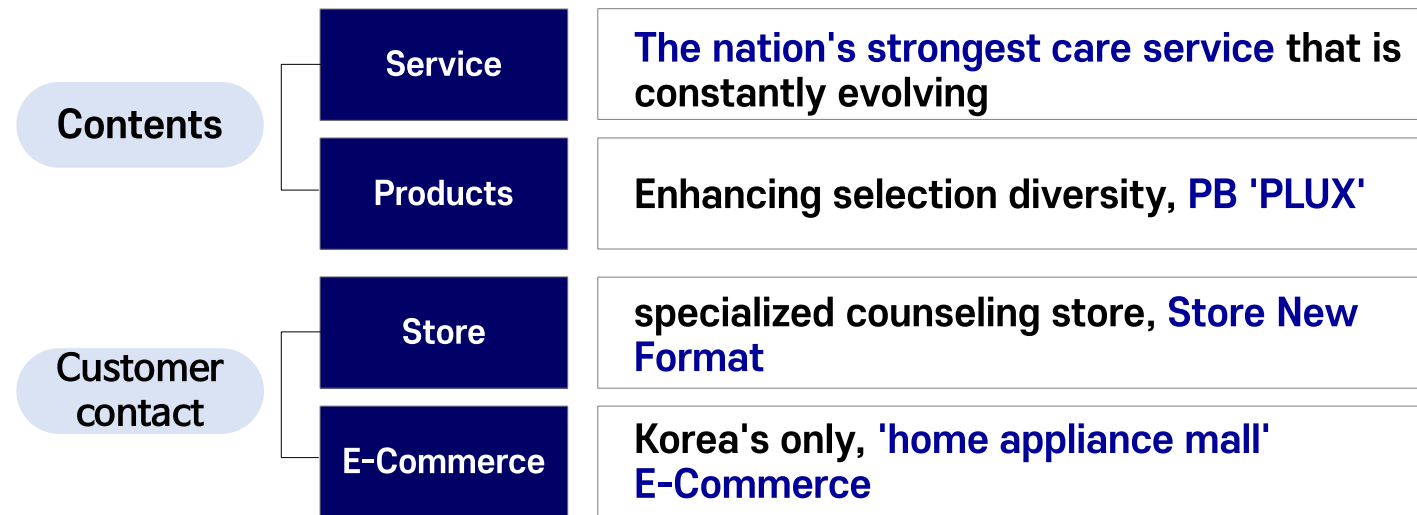 Contents
Service
The nation's strongest care service that is
constantly evolving
Products
Enhancing selection diversity, PB 'PLUX'
Customer
contact
Store
specialized counseling store, Store New
Format
E-Commerce
Korea's only, 'home appliance mall'
E-Commerce